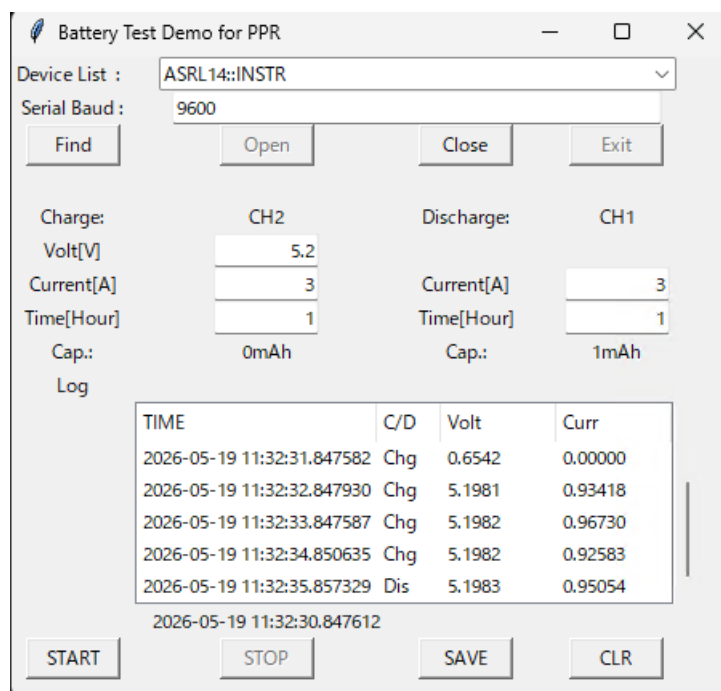 Battery Test Demo for PPR
Device List : ASRL14::INSTR
Serial Baud : 9600
Find Open Close Exit
Charge: CH2 Discharge: CH1
Volt[V] 5.2
Current[A] 3 Current[A] 3
Time[Hour] 1 Time[Hour] 1
Cap.: 0mAh Cap.: 1mAh
Log
TIME C/D Volt Curr
2026-05-19 11:32:31.847582 Chg 0.6542 0.00000
2026-05-19 11:32:32.847930 Chg 5.1981 0.93418
2026-05-19 11:32:33.847587 Chg 5.1982 0.96730
2026-05-19 11:32:34.850635 Chg 5.1982 0.92583
2026-05-19 11:32:35.857329 Dis 5.1983 0.95054
2026-05-19 11:32:30.847612
START STOP SAVE CLR